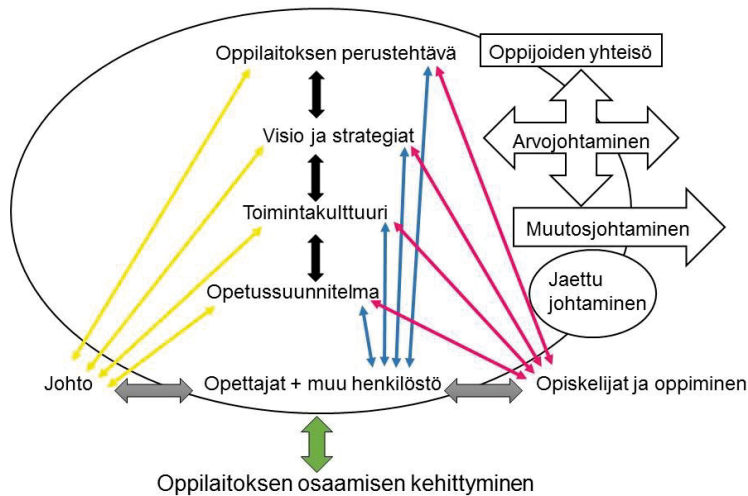 Oppilaitoksen perustehtävä
Oppijoiden yhteisö
Visio ja strategiat
Arvojohtaminen
Toimintakulttuuri
Muutosjohtaminen
Opetussuunnitelma
Jaettu
johtaminen
Johto
Opettajat + muu henkilöstö
Opiskelijat ja oppiminen
Oppilaitoksen osaamisen kehittyminen